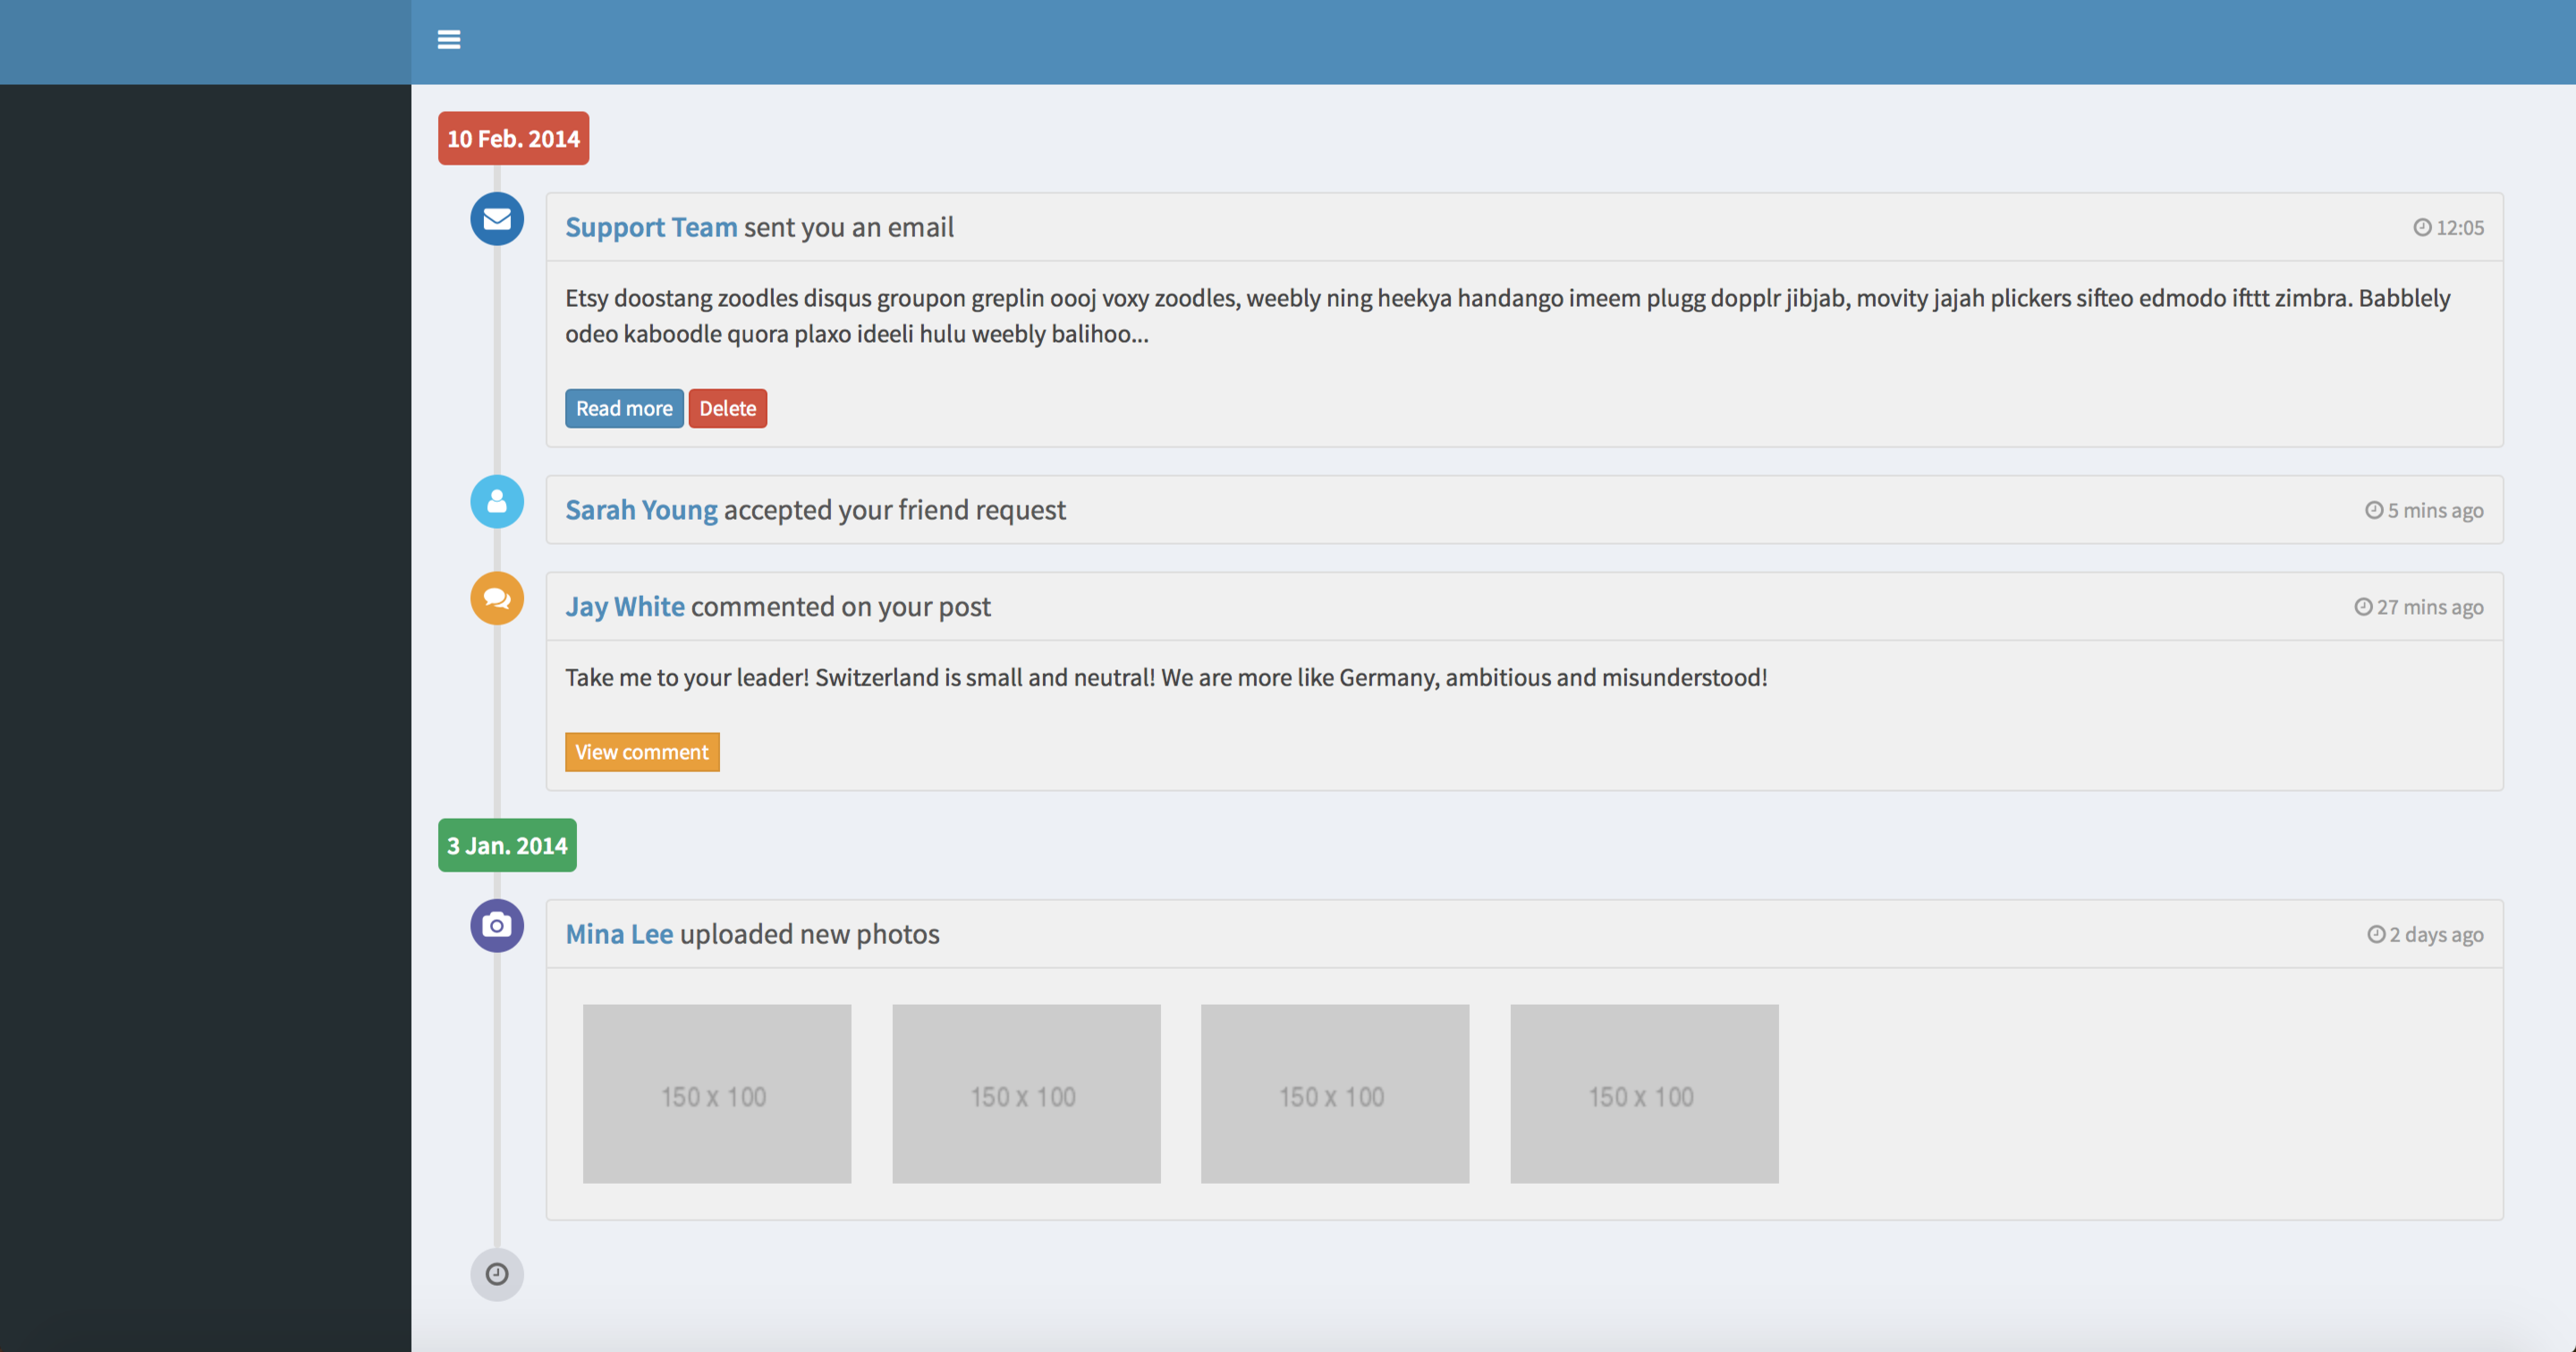 10 Feb. 2014
Support Team sent you an email
12:05
Etsy doostang zoodles disqus groupon greplin oooj voxy zoodles, weebly ning heekya handango imeem plugg dopplr jibjab, movity jajah plickers sifteo edmodo ifttt zimbra. Babblely
odeo kaboodle quora plaxo ideeli hulu weebly balihoo...
Read more Delete
Sarah Young accepted your friend request
5 mins ago
Jay White commented on your post
27 mins ago
Take me to your leader! Switzerland is small and neutral! We are more like Germany, ambitious and misunderstood!
View comment
3 Jan. 2014
Mina Lee uploaded new photos
2 days ago
150 x 100 150 x 100 150 x 100 150 x 100